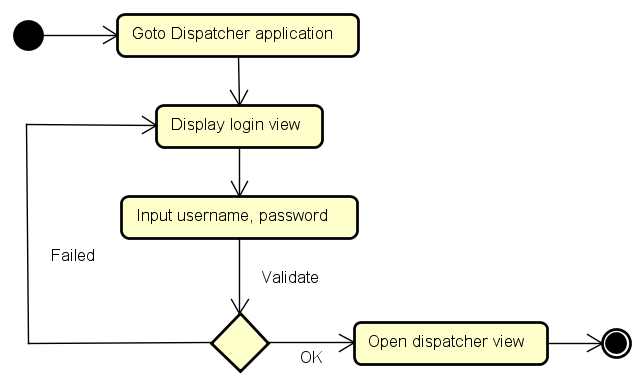 Goto Dispatcher application
Display login view
Input username, password
Failed
Validate
Open dispatcher view
OK